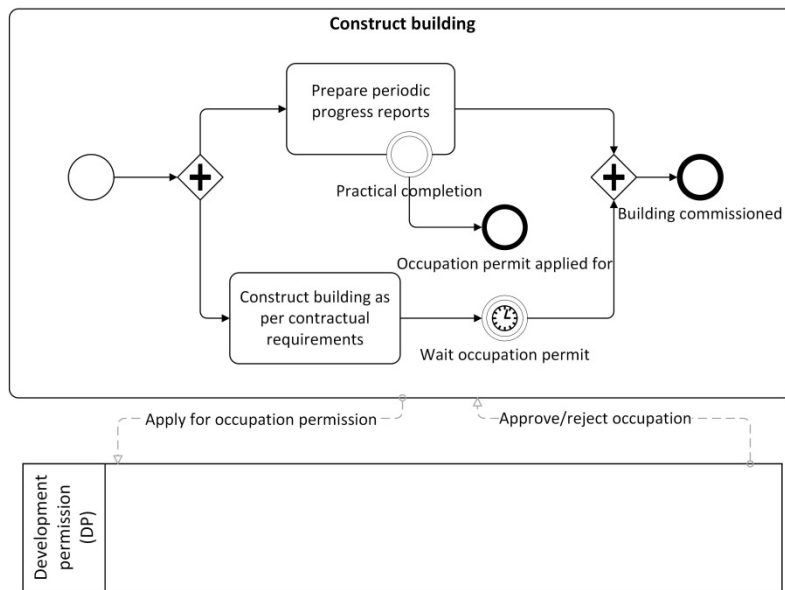 Construct building
Prepare periodic
progress reports
Practical completion
Building commissioned
Occupation permit applied for
Construct building as
per contractual
requirements
Wait occupation permit
Apply for occupation permission
Approve/reject occupation
Development
permission
(DP)